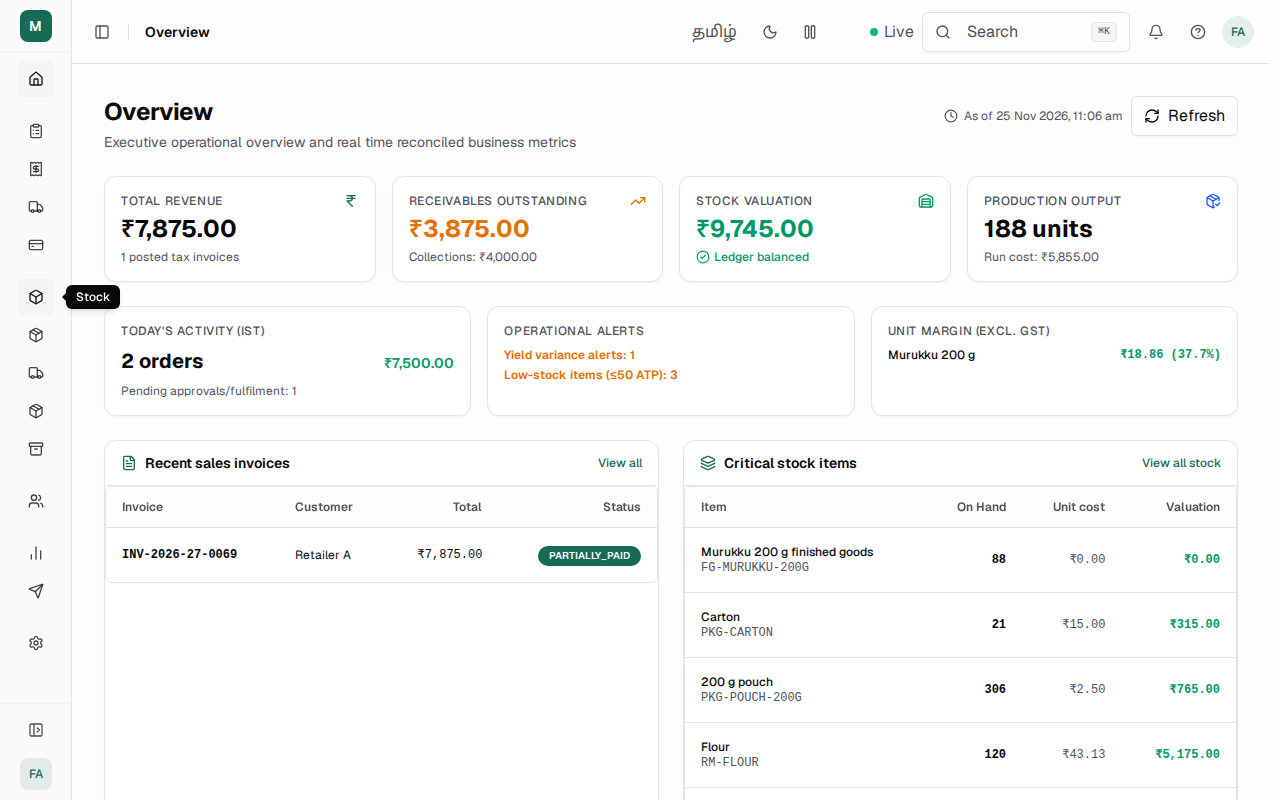 M
Overview
தமிழ்
Live
Search
⌘K
FA
Overview
As of 25 Nov 2026, 11:06 am
Refresh
Executive operational overview and real time reconciled business metrics
TOTAL REVENUE
₹7,875.00
1 posted tax invoices
RECEIVABLES OUTSTANDING
₹3,875.00
Collections: ₹4,000.00
STOCK VALUATION
₹9,745.00
Ledger balanced
PRODUCTION OUTPUT
188 units
Run cost: ₹5,855.00
Stock
TODAY'S ACTIVITY (IST)
2 orders
₹7,500.00
Pending approvals/fulfilment: 1
OPERATIONAL ALERTS
Yield variance alerts: 1
Low-stock items (≤50 ATP): 3
UNIT MARGIN (EXCL. GST)
Murukku 200 g ₹18.86 (37.7%)
Recent sales invoices View all
Invoice Customer Total Status
INV-2026-27-0069 Retailer A ₹7,875.00 PARTIALLY_PAID
Critical stock items View all stock
Item On Hand Unit cost Valuation
Murukku 200 g finished goods
FG-MURUKKU-200G
88 ₹0.00 ₹0.00
Carton
PKG-CARTON
21 ₹15.00 ₹315.00
200 g pouch
PKG-POUCH-200G
306 ₹2.50 ₹765.00
Flour
RM-FLOUR
120 ₹43.13 ₹5,175.00
FA